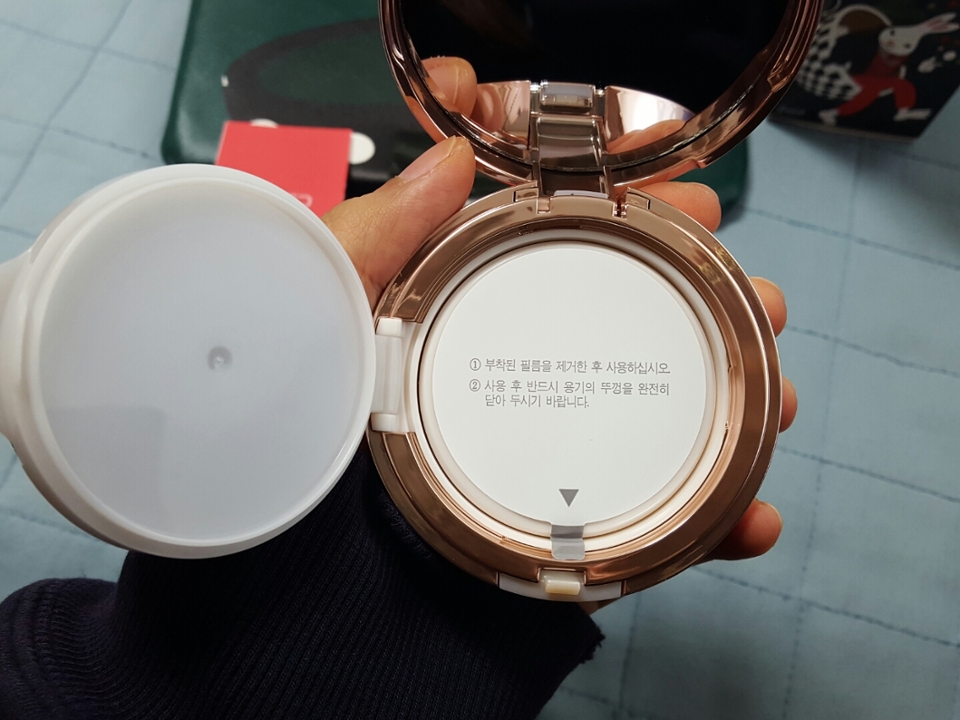 ① 부착된 필름을 제거한 후 사용하십시오.
② 사용 후 반드시 용기의 뚜껑을 완전히
닫아 두시기 바랍니다.